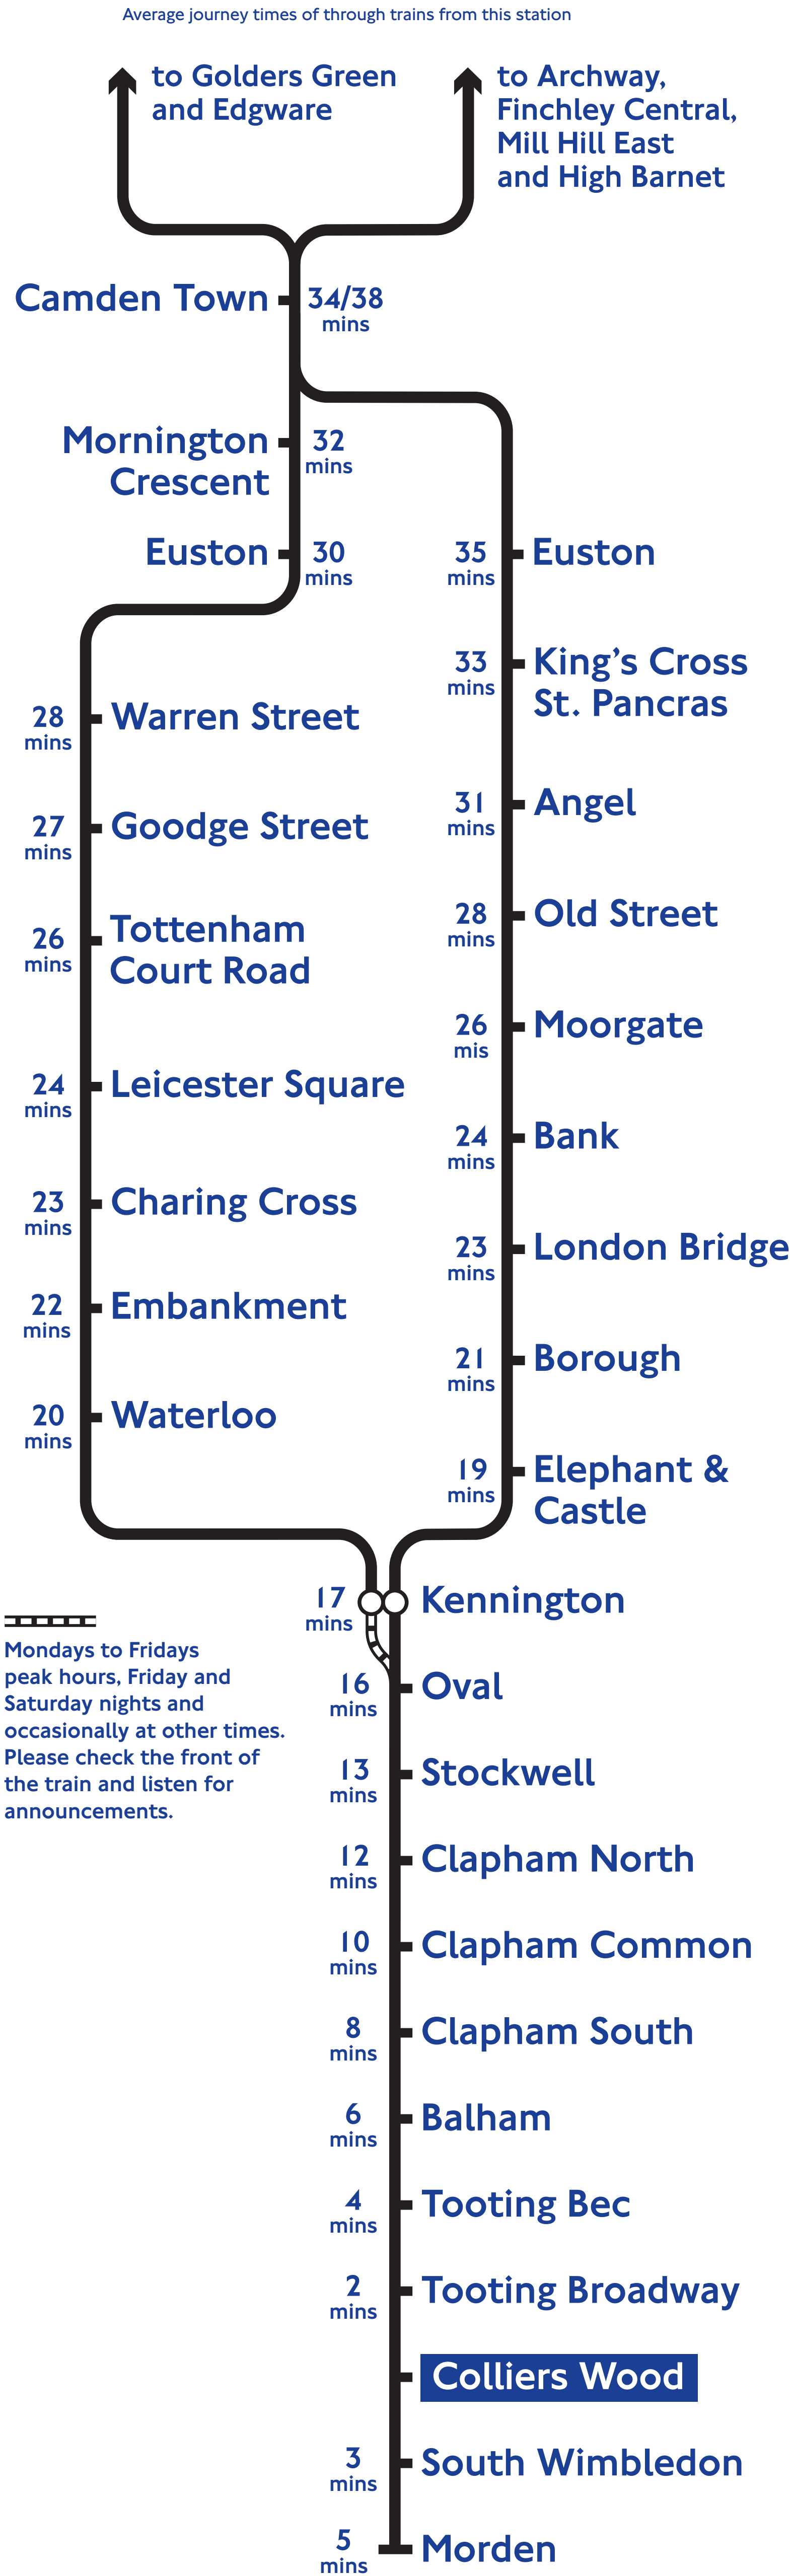 Average journey times of through trains from this station
to Golders Green
and Edgware
to Archway,
Finchley Central,
Mill Hill East
and High Barnet
Camden Town
34/38
mins
Mornington
Crescent
32
mins
Euston
30
mins
28
mins
Warren Street
27
mins
Goodge Street
26
mins
Tottenham
Court Road
24
mins
Leicester Square
23
mins
Charing Cross
22
mins
Embankment
20
mins
Waterloo
35
mins
Euston
33
mins
King's Cross
St. Pancras
31
mins
Angel
28
mins
Old Street
26
mis
Moorgate
24
mins
Bank
23
mins
London Bridge
21
mins
Borough
19
mins
Elephant &
Castle
17
mins
Kennington
Mondays to Fridays
peak hours, Friday and
Saturday nights and
occasionally at other times.
Please check the front of
the train and listen for
announcements.
16
mins
Oval
13
mins
Stockwell
12
mins
Clapham North
10
mins
Clapham Common
8
mins
Clapham South
6
mins
Balham
4
mins
Tooting Bec
2
mins
Tooting Broadway
Colliers Wood
3
mins
South Wimbledon
5
mins
Morden